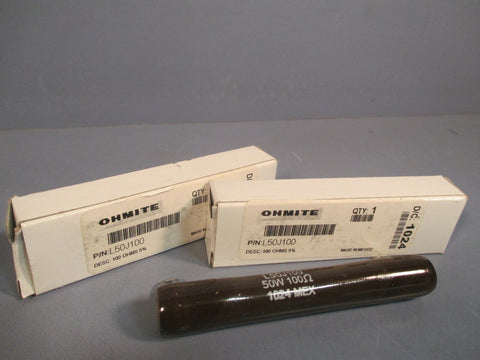 OHMITE
QTY:
P/N:L50J100
DESC: 100 OHMS 5%
OHMITE
QTY: 1
P/N:L50J100
DESC: 100 OHMS 5%
MADE IN MEXICO
D/C: 1024
L50J100
50W 100Ω
1024 MEX